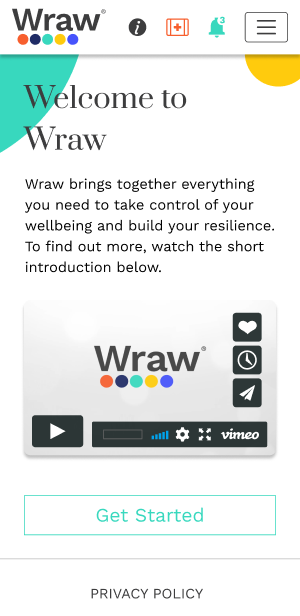 Wraw®
3
Welcome to
Wraw
Wraw brings together everything
you need to take control of your
wellbeing and build your resilience.
To find out more, watch the short
introduction below.
Wraw®
vimeo
Get Started
PRIVACY POLICY